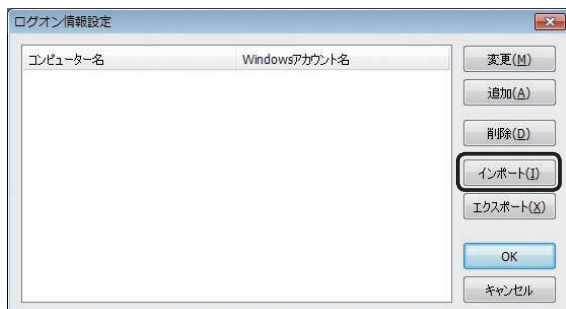 ログオン情報設定
コンピューター名 Windowsアカウント名
変更(M)
追加(A)
削除(D)
インポート(I)
エクスポート(X)
OK
キャンセル